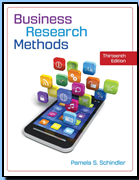 Business
Research
Methods
Thirteenth Edition
Pamela S. Schindler